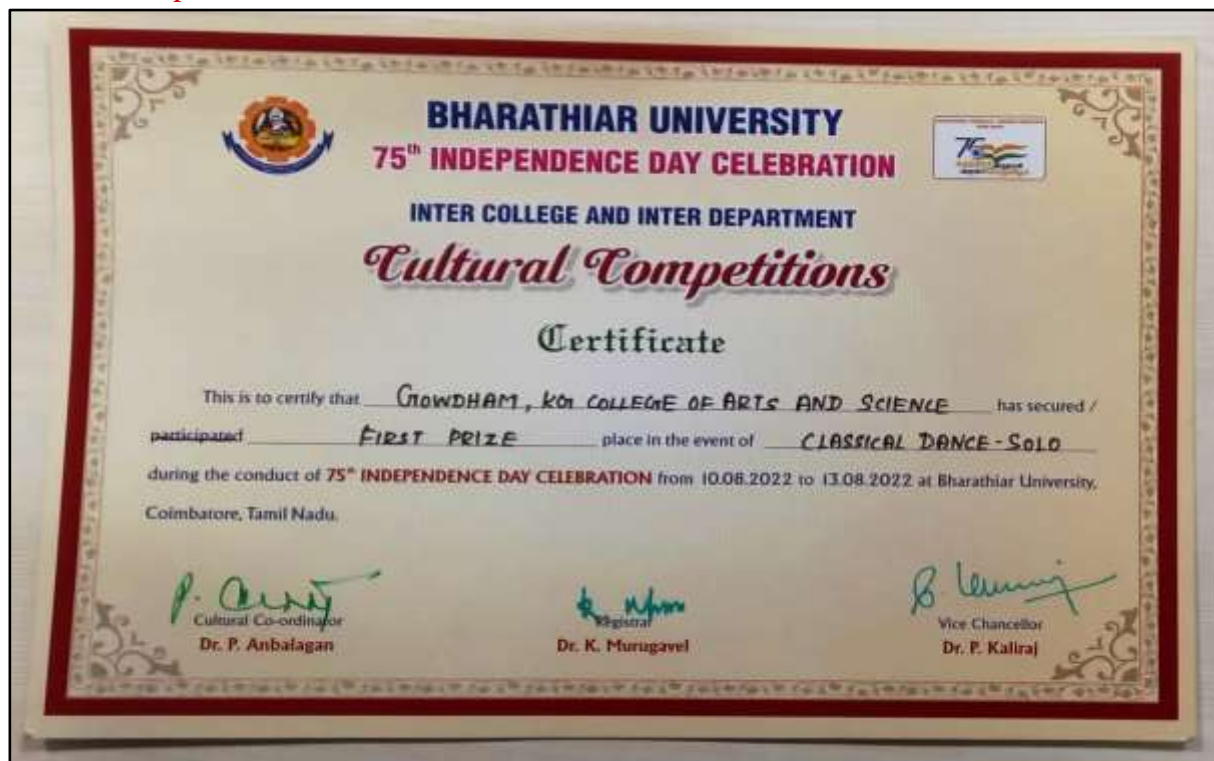 BHARATHIAR UNIVERSITY
75th INDEPENDENCE DAY CELEBRATION
INTER COLLEGE AND INTER DEPARTMENT
Cultural Competitions
Certificate
This is to certify that GOWDHAM, KG COLLEGE OF ARTS AND SCIENCE has secured /
participated FIRST PRIZE place in the event of CLASSICAL DANCE - SOLO
during the conduct of 75th INDEPENDENCE DAY CELEBRATION from 10.08.2022 to 13.08.2022 at Bharathiar University,
Coimbatore, Tamil Nadu.
Cultural Co-ordinator
Dr. P. Anbalagan
Registrar
Dr. K. Murugavel
Vice Chancellor
Dr. P. Kaliraj